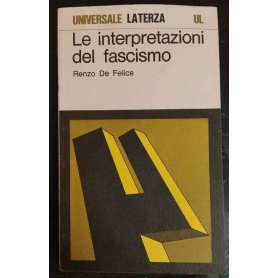 UNIVERSALE LATERZA UL
Le interpretazioni
del fascismo
Renzo De Felice